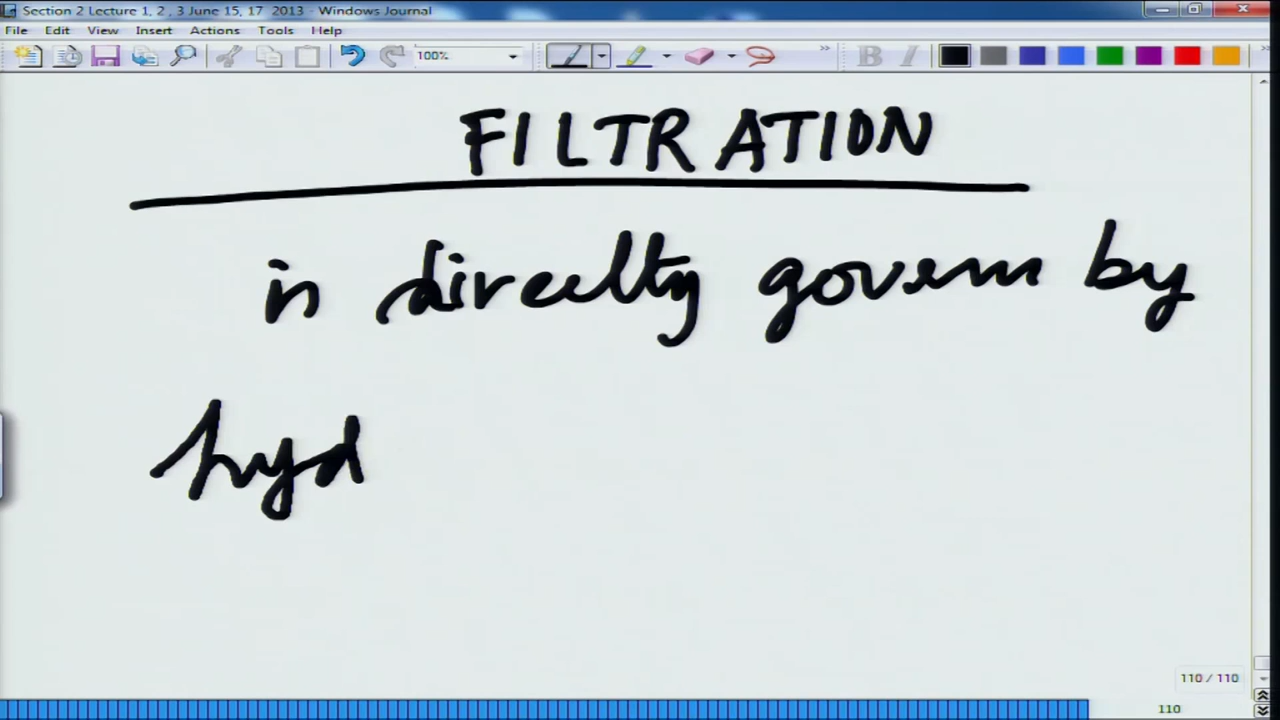 Section 2 Lecture 1, 2 , 3 June 15, 17 2013 - Windows Journal
File Edit View Insert Actions Tools Help
100% B I
FILTRATION
is directly govern by
hyd
110 / 110
110